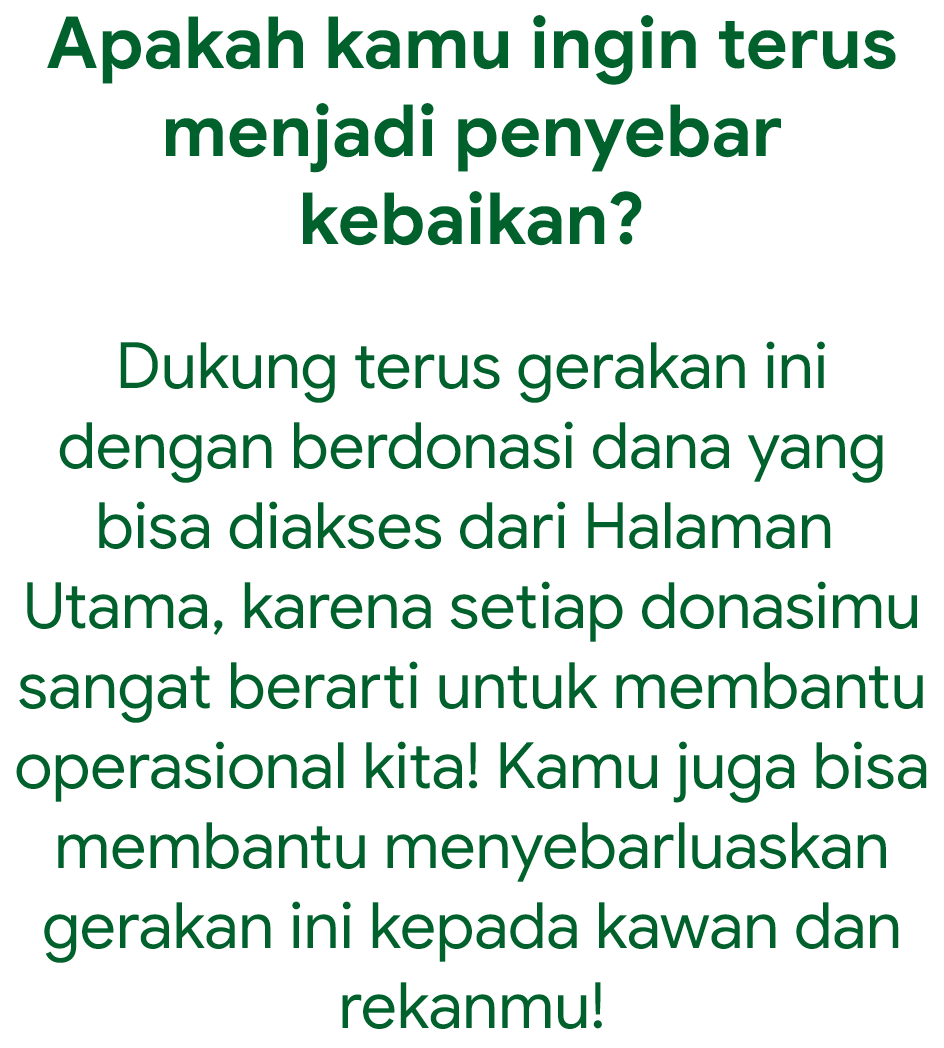 Apakah kamu ingin terus
menjadi penyebar
kebaikan?
Dukung terus gerakan ini
dengan berdonasi dana yang
bisa diakses dari Halaman
Utama, karena setiap donasimu
sangat berarti untuk membantu
operasional kita! Kamu juga bisa
membantu menyebarluaskan
gerakan ini kepada kawan dan
rekanmu!